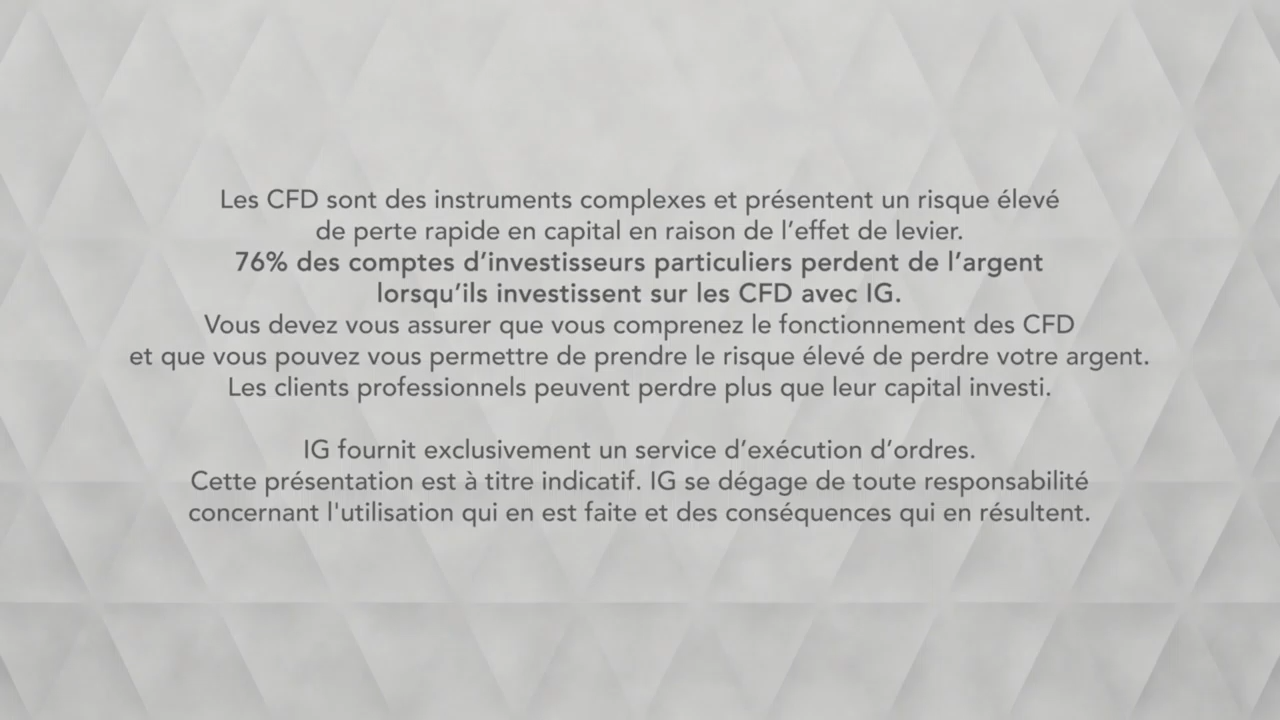 Les CFD sont des instruments complexes et présentent un risque élevé
de perte rapide en capital en raison de l’effet de levier.
76% des comptes d’investisseurs particuliers perdent de l’argent
lorsqu’ils investissent sur les CFD avec IG.
Vous devez vous assurer que vous comprenez le fonctionnement des CFD
et que vous pouvez vous permettre de prendre le risque élevé de perdre votre argent.
Les clients professionnels peuvent perdre plus que leur capital investi.
IG fournit exclusivement un service d’exécution d’ordres.
Cette présentation est à titre indicatif. IG se dégage de toute responsabilité
concernant l'utilisation qui en est faite et des conséquences qui en résultent.